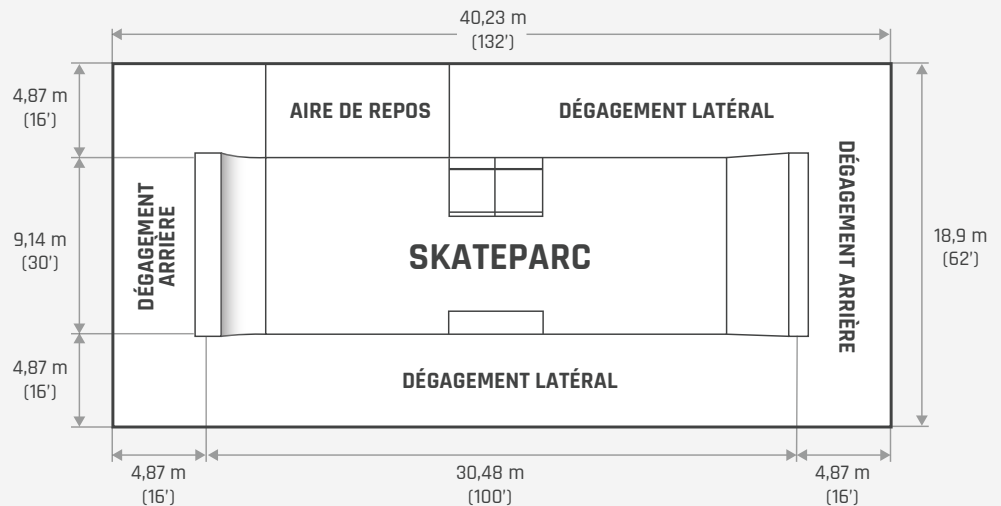 40,23 m
(132')
4,87 m
(16')
AIRE DE REPOS
DÉGAGEMENT LATÉRAL
9,14 m
(30')
DÉGAGEMENT
ARRIÈRE
SKATEPARC
DÉGAGEMENT ARRIÈRE
18,9 m
(62')
4,87 m
(16')
DÉGAGEMENT LATÉRAL
4,87 m
(16')
30,48 m
(100')
4,87 m
(16')